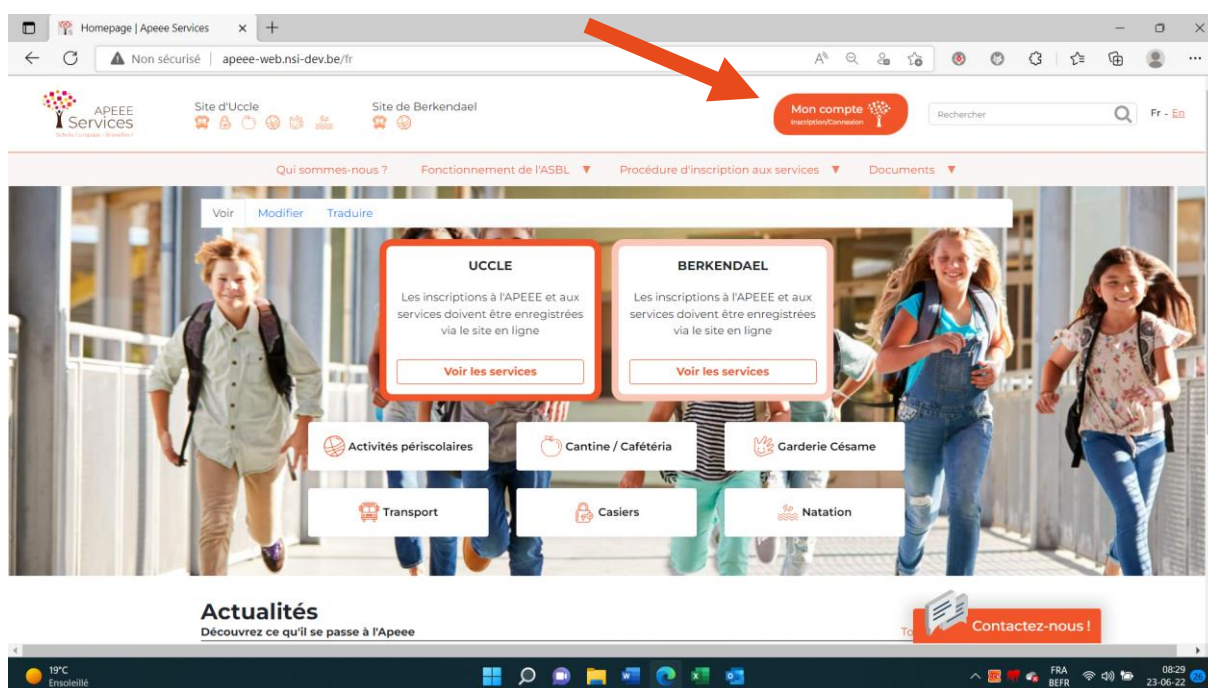 Homepage | Apeee Services
Non sécurisé | apeee-web.nsi-dev.be/fr
APEEE
Services
Site d'Uccle
Site de Berkendael
Mon compte
Inscription/Connexion
Rechercher
Fr - En
Qui sommes-nous ?
Fonctionnement de l'ASBL ▼
Procédure d'inscription aux services ▼
Documents ▼
Voir
Modifier
Traduire
UCCLE
Les inscriptions à l'APEEE et aux
services doivent être enregistrées
via le site en ligne
Voir les services
BERKENDAEL
Les inscriptions à l'APEEE et aux
services doivent être enregistrées
via le site en ligne
Voir les services
Activités périscolaires
Cantine / Cafétéria
Garderie Césame
Transport
Casiers
Natation
Actualités
Découvrez ce qu'il se passe à l'Apeee
To
Contactez-nous !
19°C
Ensoleillé
FRA
BEFR
08:29
23-06-22
26